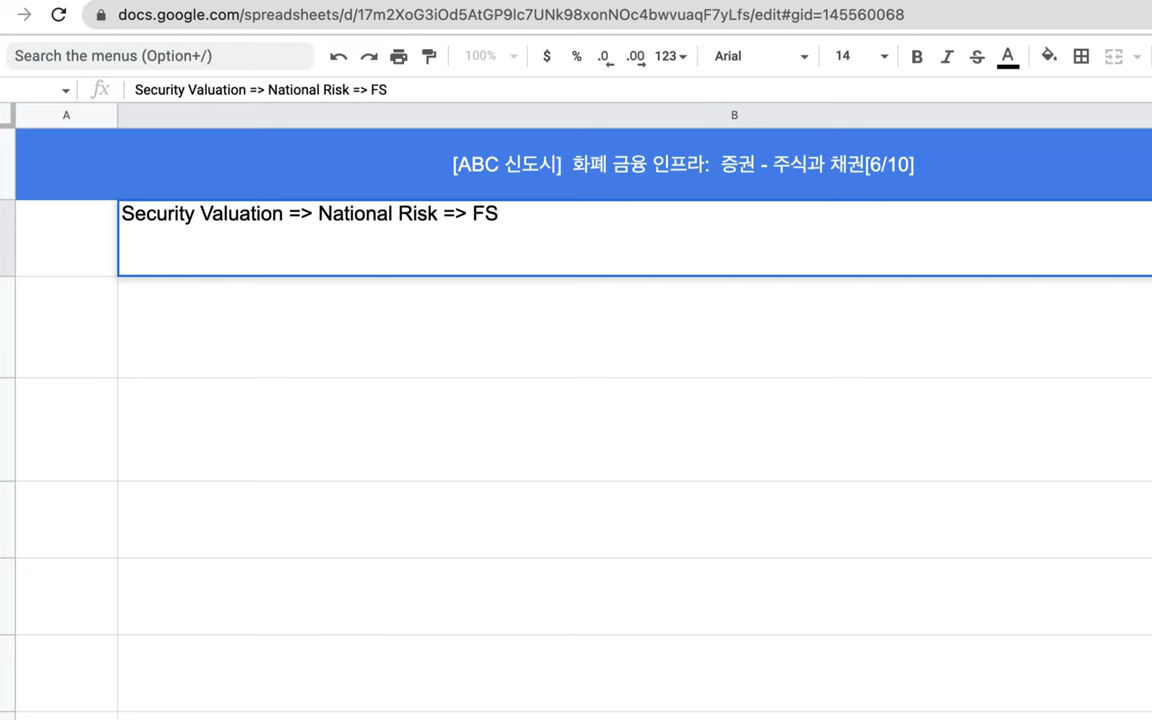 docs.google.com/spreadsheets/d/17m2XoG3iOd5AtGP9lc7UNk98xonNOc4bwvuaqF7yLfs/edit#gid=145560068
Search the menus (Option+/)
100%
$ % .0 .00 123
Arial
14
B I S A
fx
Security Valuation => National Risk => FS
A B
[ABC 신도시] 화폐 금융 인프라: 증권 - 주식과 채권[6/10]
Security Valuation => National Risk => FS